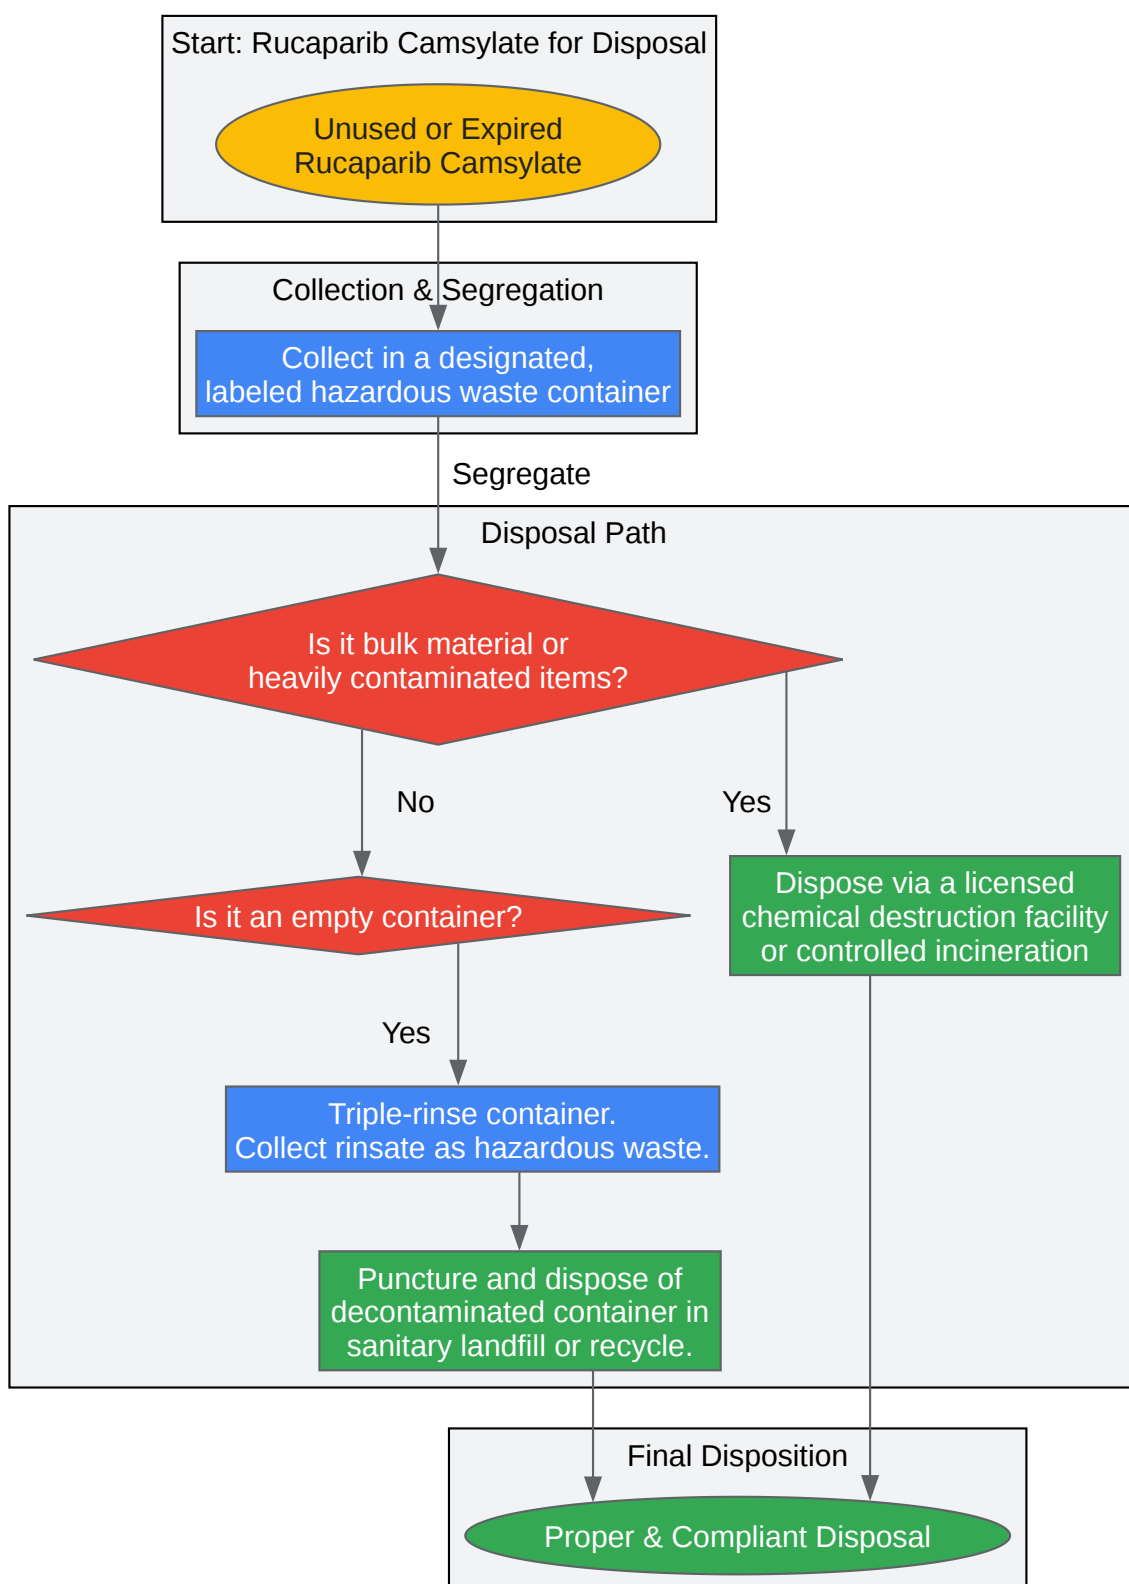 Start: Rucaparib Camsylate for Disposal
Unused or Expired
Rucaparib Camsylate
Collection & Segregation
Collect in a designated,
labeled hazardous waste container
Segregate
Disposal Path
Is it bulk material or
heavily contaminated items?
No
Yes
Is it an empty container?
Dispose via a licensed
chemical destruction facility
or controlled incineration
Yes
Triple-rinse container.
Collect rinsate as hazardous waste.
Puncture and dispose of
decontaminated container in
sanitary landfill or recycle.
Final Disposition
Proper & Compliant Disposal